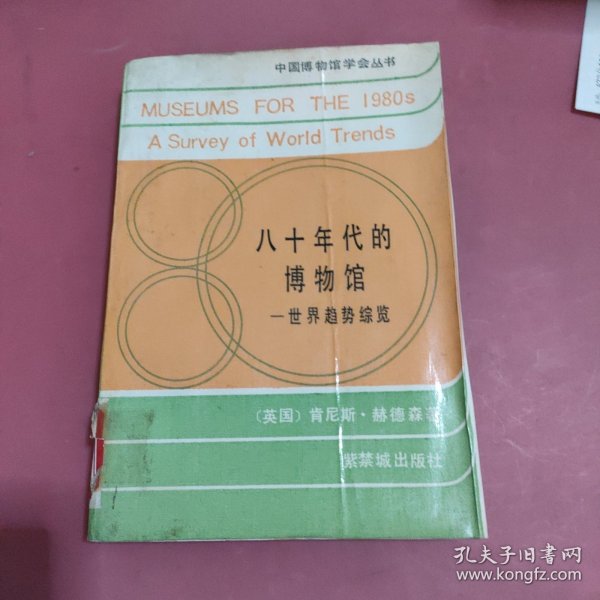 中国博物馆学会丛书
MUSEUMS FOR THE 1980s
A Survey of World Trends
八十年代的
博物馆
—世界趋势综览
〔英国〕肯尼斯·赫德森著
紫禁城出版社
孔夫子旧书网
www.kongfz.com